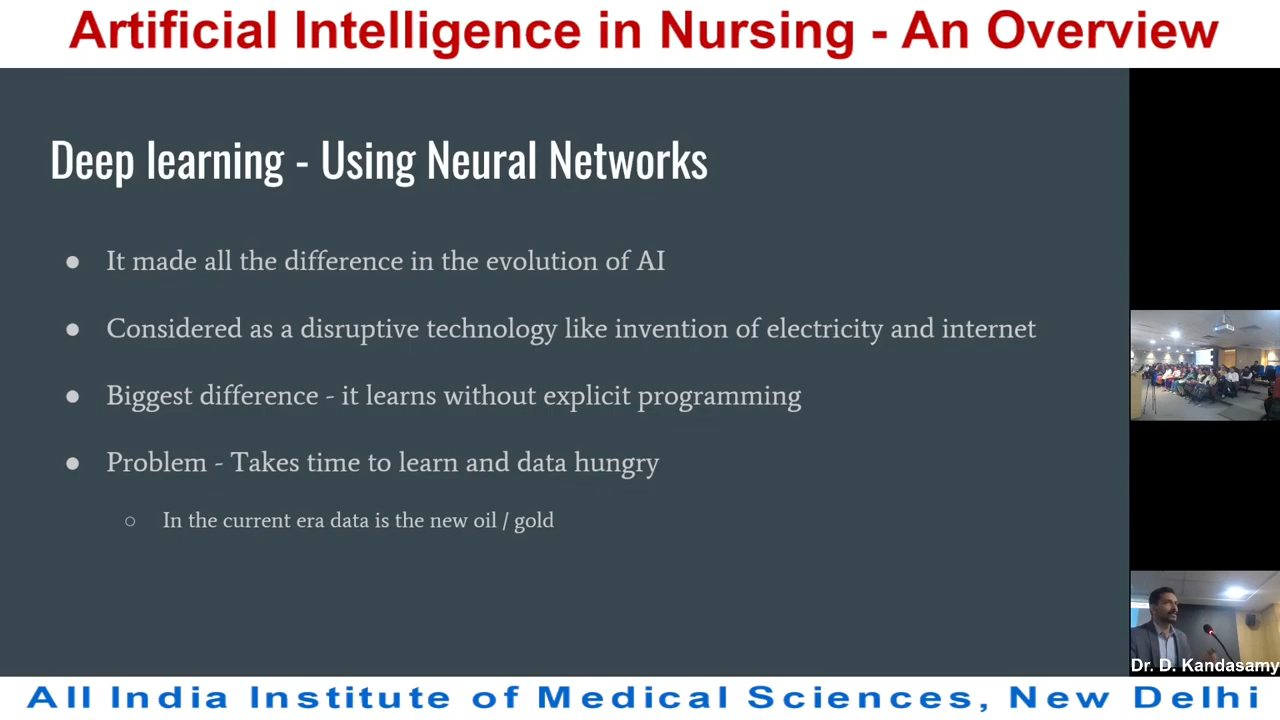 Artificial Intelligence in Nursing - An Overview
Deep learning - Using Neural Networks
● It made all the difference in the evolution of AI
● Considered as a disruptive technology like invention of electricity and internet
● Biggest difference - it learns without explicit programming
● Problem - Takes time to learn and data hungry
○ In the current era data is the new oil / gold
Dr. D. Kandasamy
All India Institute of Medical Sciences, New Delhi